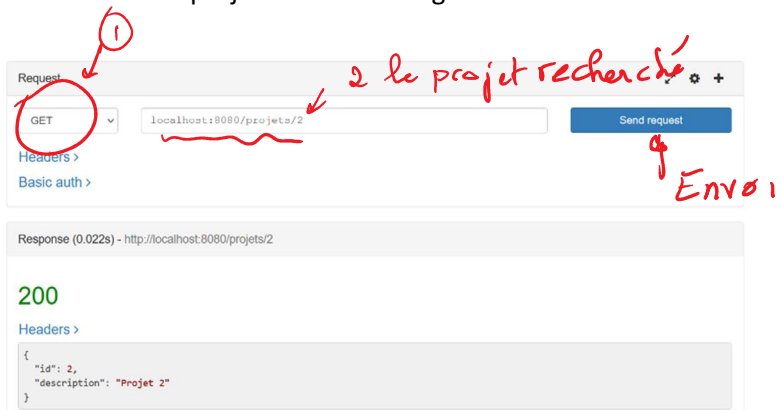 1
Request
2 le projet recherché
GET
localhost:8080/projets/2
Send request
Headers >
Basic auth >
Envoi
Response (0.022s) - http://localhost:8080/projets/2
200
Headers >
{
"id": 2,
"description": "Projet 2"
}